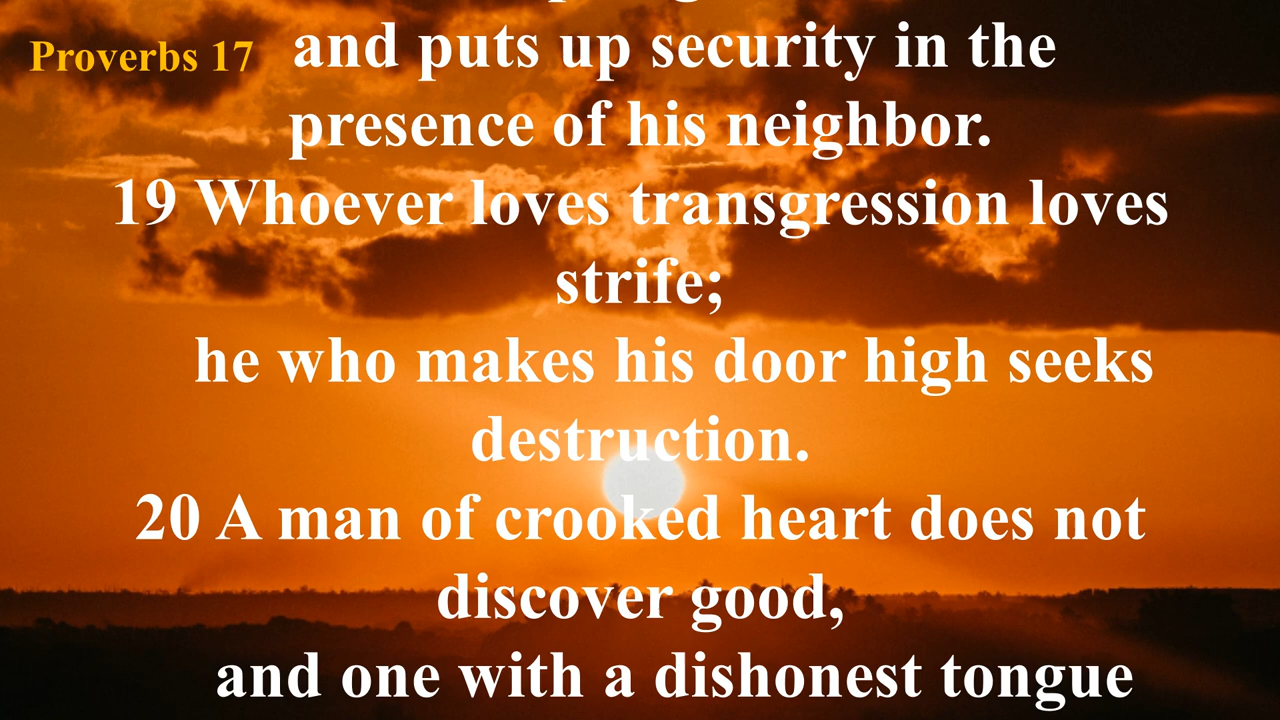 Proverbs 17
and puts up security in the
presence of his neighbor.
19 Whoever loves transgression loves
strife;
he who makes his door high seeks
destruction.
20 A man of crooked heart does not
discover good,
and one with a dishonest tongue